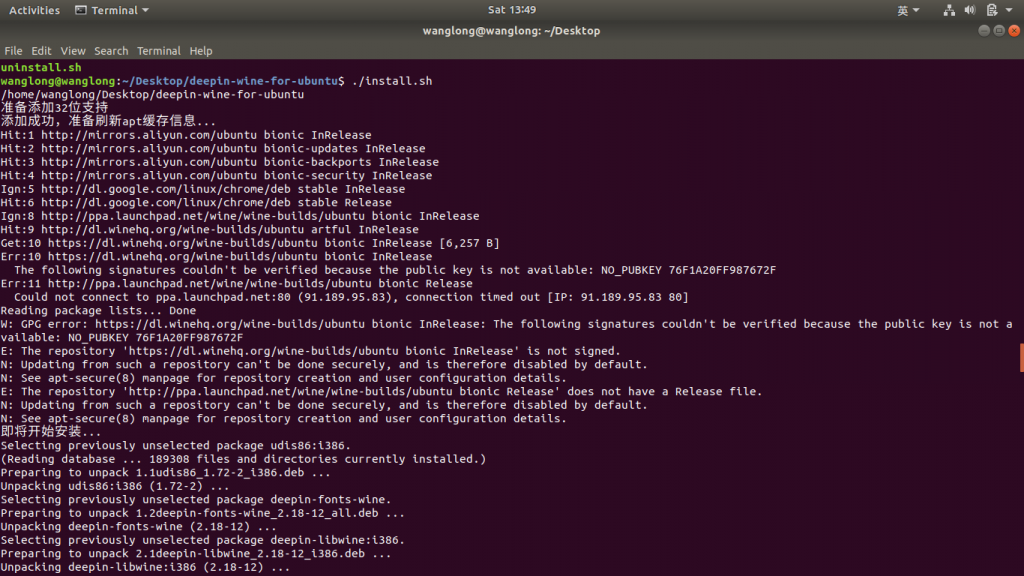 Activities Terminal Sat 13:49 英
wanglong@wanglong: ~/Desktop
File Edit View Search Terminal Help
uninstall.sh
wanglong@wanglong:~/Desktop/deepin-wine-for-ubuntu$ ./install.sh
/home/wanglong/Desktop/deepin-wine-for-ubuntu
准备添加32位支持
添加成功，准备刷新apt缓存信息...
Hit:1 http://mirrors.aliyun.com/ubuntu bionic InRelease
Hit:2 http://mirrors.aliyun.com/ubuntu bionic-updates InRelease
Hit:3 http://mirrors.aliyun.com/ubuntu bionic-backports InRelease
Hit:4 http://mirrors.aliyun.com/ubuntu bionic-security InRelease
Ign:5 http://dl.google.com/linux/chrome/deb stable InRelease
Hit:6 http://dl.google.com/linux/chrome/deb stable Release
Ign:8 http://ppa.launchpad.net/wine/wine-builds/ubuntu bionic InRelease
Hit:9 https://dl.winehq.org/wine-builds/ubuntu artful InRelease
Get:10 https://dl.winehq.org/wine-builds/ubuntu bionic InRelease [6,257 B]
Err:10 https://dl.winehq.org/wine-builds/ubuntu bionic InRelease
  The following signatures couldn't be verified because the public key is not available: NO_PUBKEY 76F1A20FF987672F
Err:11 http://ppa.launchpad.net/wine/wine-builds/ubuntu bionic Release
  Could not connect to ppa.launchpad.net:80 (91.189.95.83), connection timed out [IP: 91.189.95.83 80]
Reading package lists... Done
W: GPG error: https://dl.winehq.org/wine-builds/ubuntu bionic InRelease: The following signatures couldn't be verified because the public key is not a
vailable: NO_PUBKEY 76F1A20FF987672F
E: The repository 'https://dl.winehq.org/wine-builds/ubuntu bionic InRelease' is not signed.
N: Updating from such a repository can't be done securely, and is therefore disabled by default.
N: See apt-secure(8) manpage for repository creation and user configuration details.
E: The repository 'http://ppa.launchpad.net/wine/wine-builds/ubuntu bionic Release' does not have a Release file.
N: Updating from such a repository can't be done securely, and is therefore disabled by default.
N: See apt-secure(8) manpage for repository creation and user configuration details.
即将开始安装...
Selecting previously unselected package udis86:i386.
(Reading database ... 189308 files and directories currently installed.)
Preparing to unpack 1.1udis86_1.72-2_i386.deb ...
Unpacking udis86:i386 (1.72-2) ...
Selecting previously unselected package deepin-fonts-wine.
Preparing to unpack 1.2deepin-fonts-wine_2.18-12_all.deb ...
Unpacking deepin-fonts-wine (2.18-12) ...
Selecting previously unselected package deepin-libwine:i386.
Preparing to unpack 2.1deepin-libwine_2.18-12_i386.deb ...
Unpacking deepin-libwine:i386 (2.18-12) ...